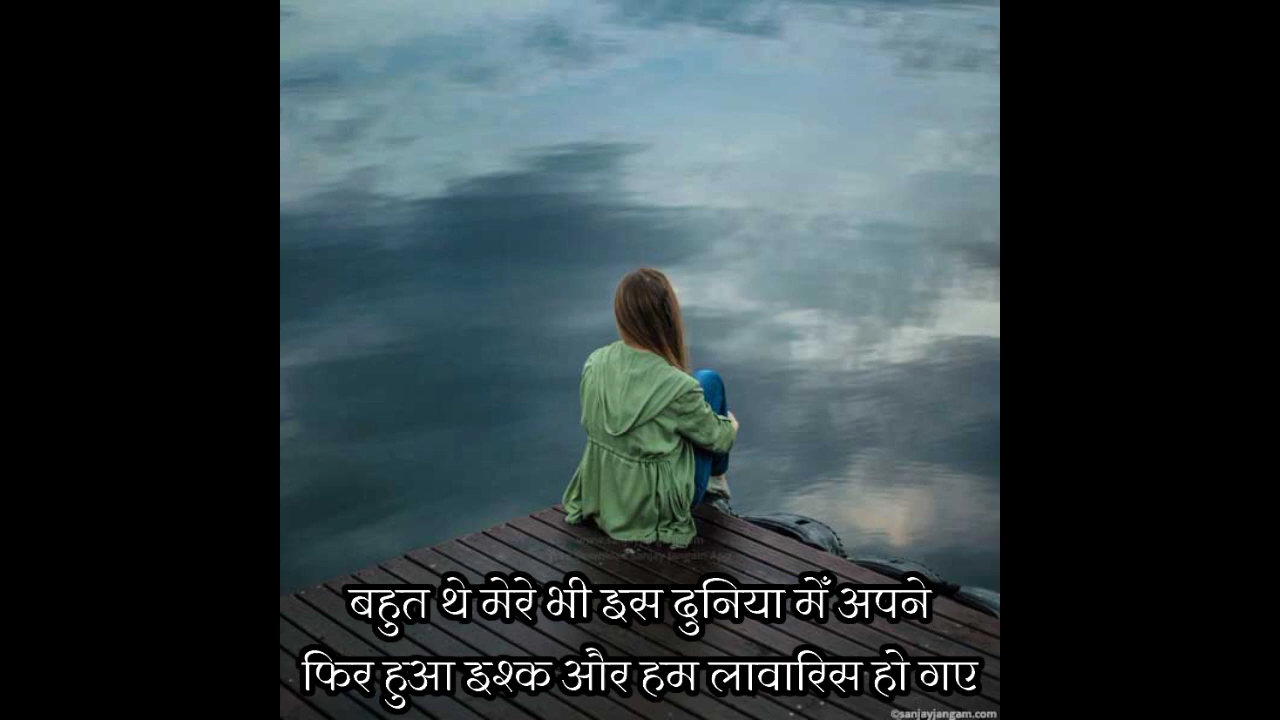 बहुत थे मेरे भी इस दुनिया मेँ अपने
फिर हुआ इश्क और हम लावारिस हो गए
©sanjayjangam.com